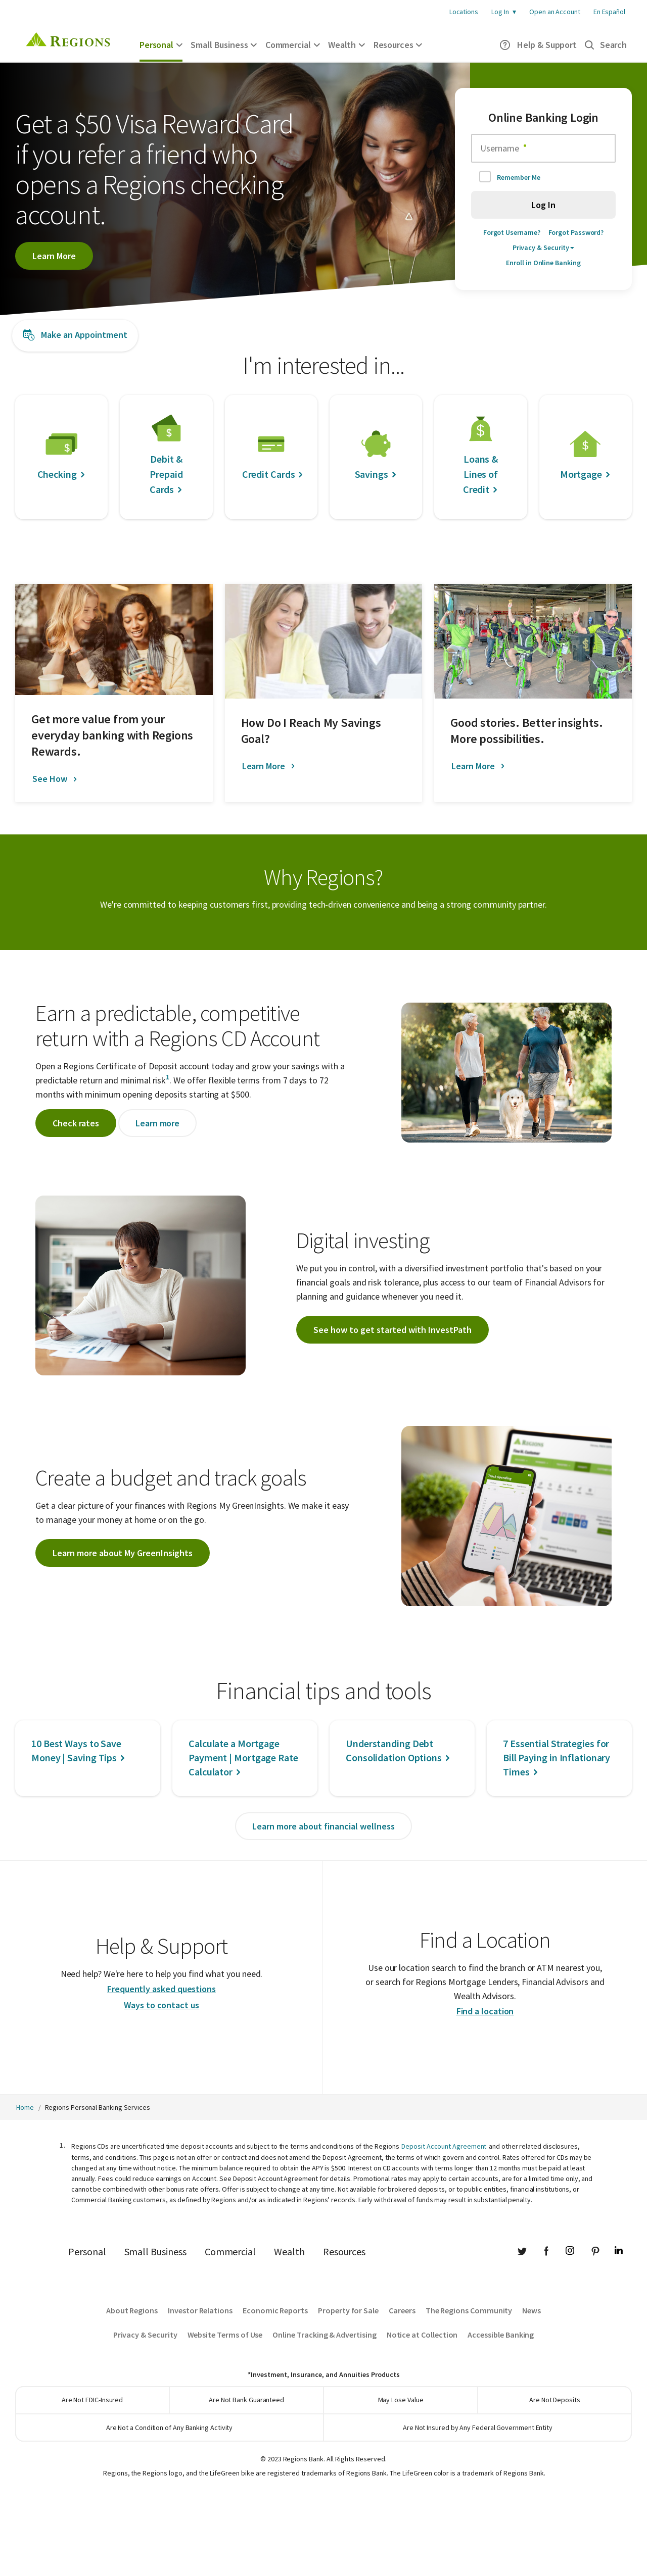 Locations Log In ▼ Open an Account En Español
REGIONS Personal Small Business Commercial Wealth Resources Help & Support Search
Get a $50 Visa Reward Card
if you refer a friend who
opens a Regions checking
account.
Learn More
Online Banking Login
Username *
Remember Me
Log In
Forgot Username? Forgot Password?
Privacy & Security
Enroll in Online Banking
Make an Appointment
I'm interested in...
Checking
Debit &
Prepaid
Cards
Credit Cards
Savings
Loans &
Lines of
Credit
Mortgage
Get more value from your
everyday banking with Regions
Rewards.
See How
How Do I Reach My Savings
Goal?
Learn More
Good stories. Better insights.
More possibilities.
Learn More
Why Regions?
We're committed to keeping customers first, providing tech-driven convenience and being a strong community partner.
Earn a predictable, competitive
return with a Regions CD Account
Open a Regions Certificate of Deposit account today and grow your savings with a
predictable return and minimal risk1. We offer flexible terms from 7 days to 72
months with minimum opening deposits starting at $500.
Check rates Learn more
Digital investing
We put you in control, with a diversified investment portfolio that's based on your
financial goals and risk tolerance, plus access to our team of Financial Advisors for
planning and guidance whenever you need it.
See how to get started with InvestPath
Create a budget and track goals
Get a clear picture of your finances with Regions My GreenInsights. We make it easy
to manage your money at home or on the go.
Learn more about My GreenInsights
REGIONS
Financial tips and tools
10 Best Ways to Save
Money | Saving Tips
Calculate a Mortgage
Payment | Mortgage Rate
Calculator
Understanding Debt
Consolidation Options
7 Essential Strategies for
Bill Paying in Inflationary
Times
Learn more about financial wellness
Help & Support
Need help? We're here to help you find what you need.
Frequently asked questions
Ways to contact us
Find a Location
Use our location search to find the branch or ATM nearest you,
or search for Regions Mortgage Lenders, Financial Advisors and
Wealth Advisors.
Find a location
Home / Regions Personal Banking Services
1. Regions CDs are uncertificated time deposit accounts and subject to the terms and conditions of the Regions Deposit Account Agreement and other related disclosures,
terms, and conditions. This page is not an offer or contract and does not amend the Deposit Agreement, the terms of which govern and control. Rates offered for CDs may be
changed at any time without notice. The minimum balance required to obtain the APY is $500. Interest on CD accounts with terms longer than 12 months must be paid at least
annually. Fees could reduce earnings on Account. See Deposit Account Agreement for details. Promotional rates may apply to certain accounts, are for a limited time only, and
cannot be combined with other bonus rate offers. Offer is subject to change at any time. Not available for brokered deposits, or to public entities, financial institutions, or
Commercial Banking customers, as defined by Regions and/or as indicated in Regions' records. Early withdrawal of funds may result in substantial penalty.
Personal Small Business Commercial Wealth Resources
About Regions Investor Relations Economic Reports Property for Sale Careers The Regions Community News
Privacy & Security Website Terms of Use Online Tracking & Advertising Notice at Collection Accessible Banking
*Investment, Insurance, and Annuities Products
Are Not FDIC-Insured Are Not Bank Guaranteed May Lose Value Are Not Deposits
Are Not a Condition of Any Banking Activity Are Not Insured by Any Federal Government Entity
© 2023 Regions Bank. All Rights Reserved.
Regions, the Regions logo, and the LifeGreen bike are registered trademarks of Regions Bank. The LifeGreen color is a trademark of Regions Bank.